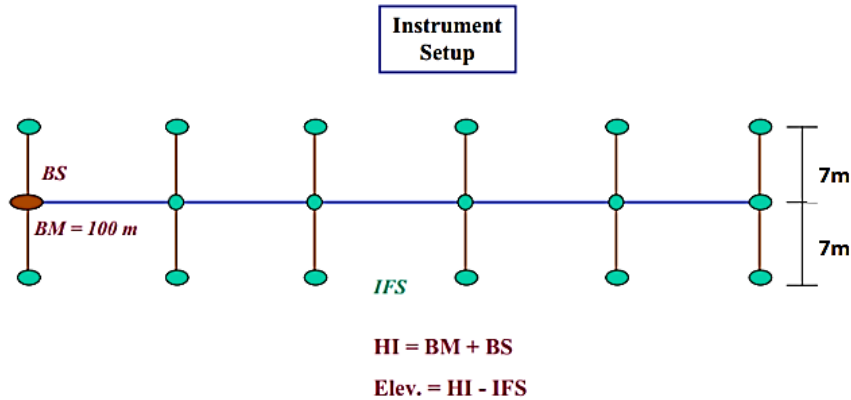 Instrument
Setup
BS
7m
BM = 100 m
7m
IFS
HI = BM + BS
Elev. = HI - IFS